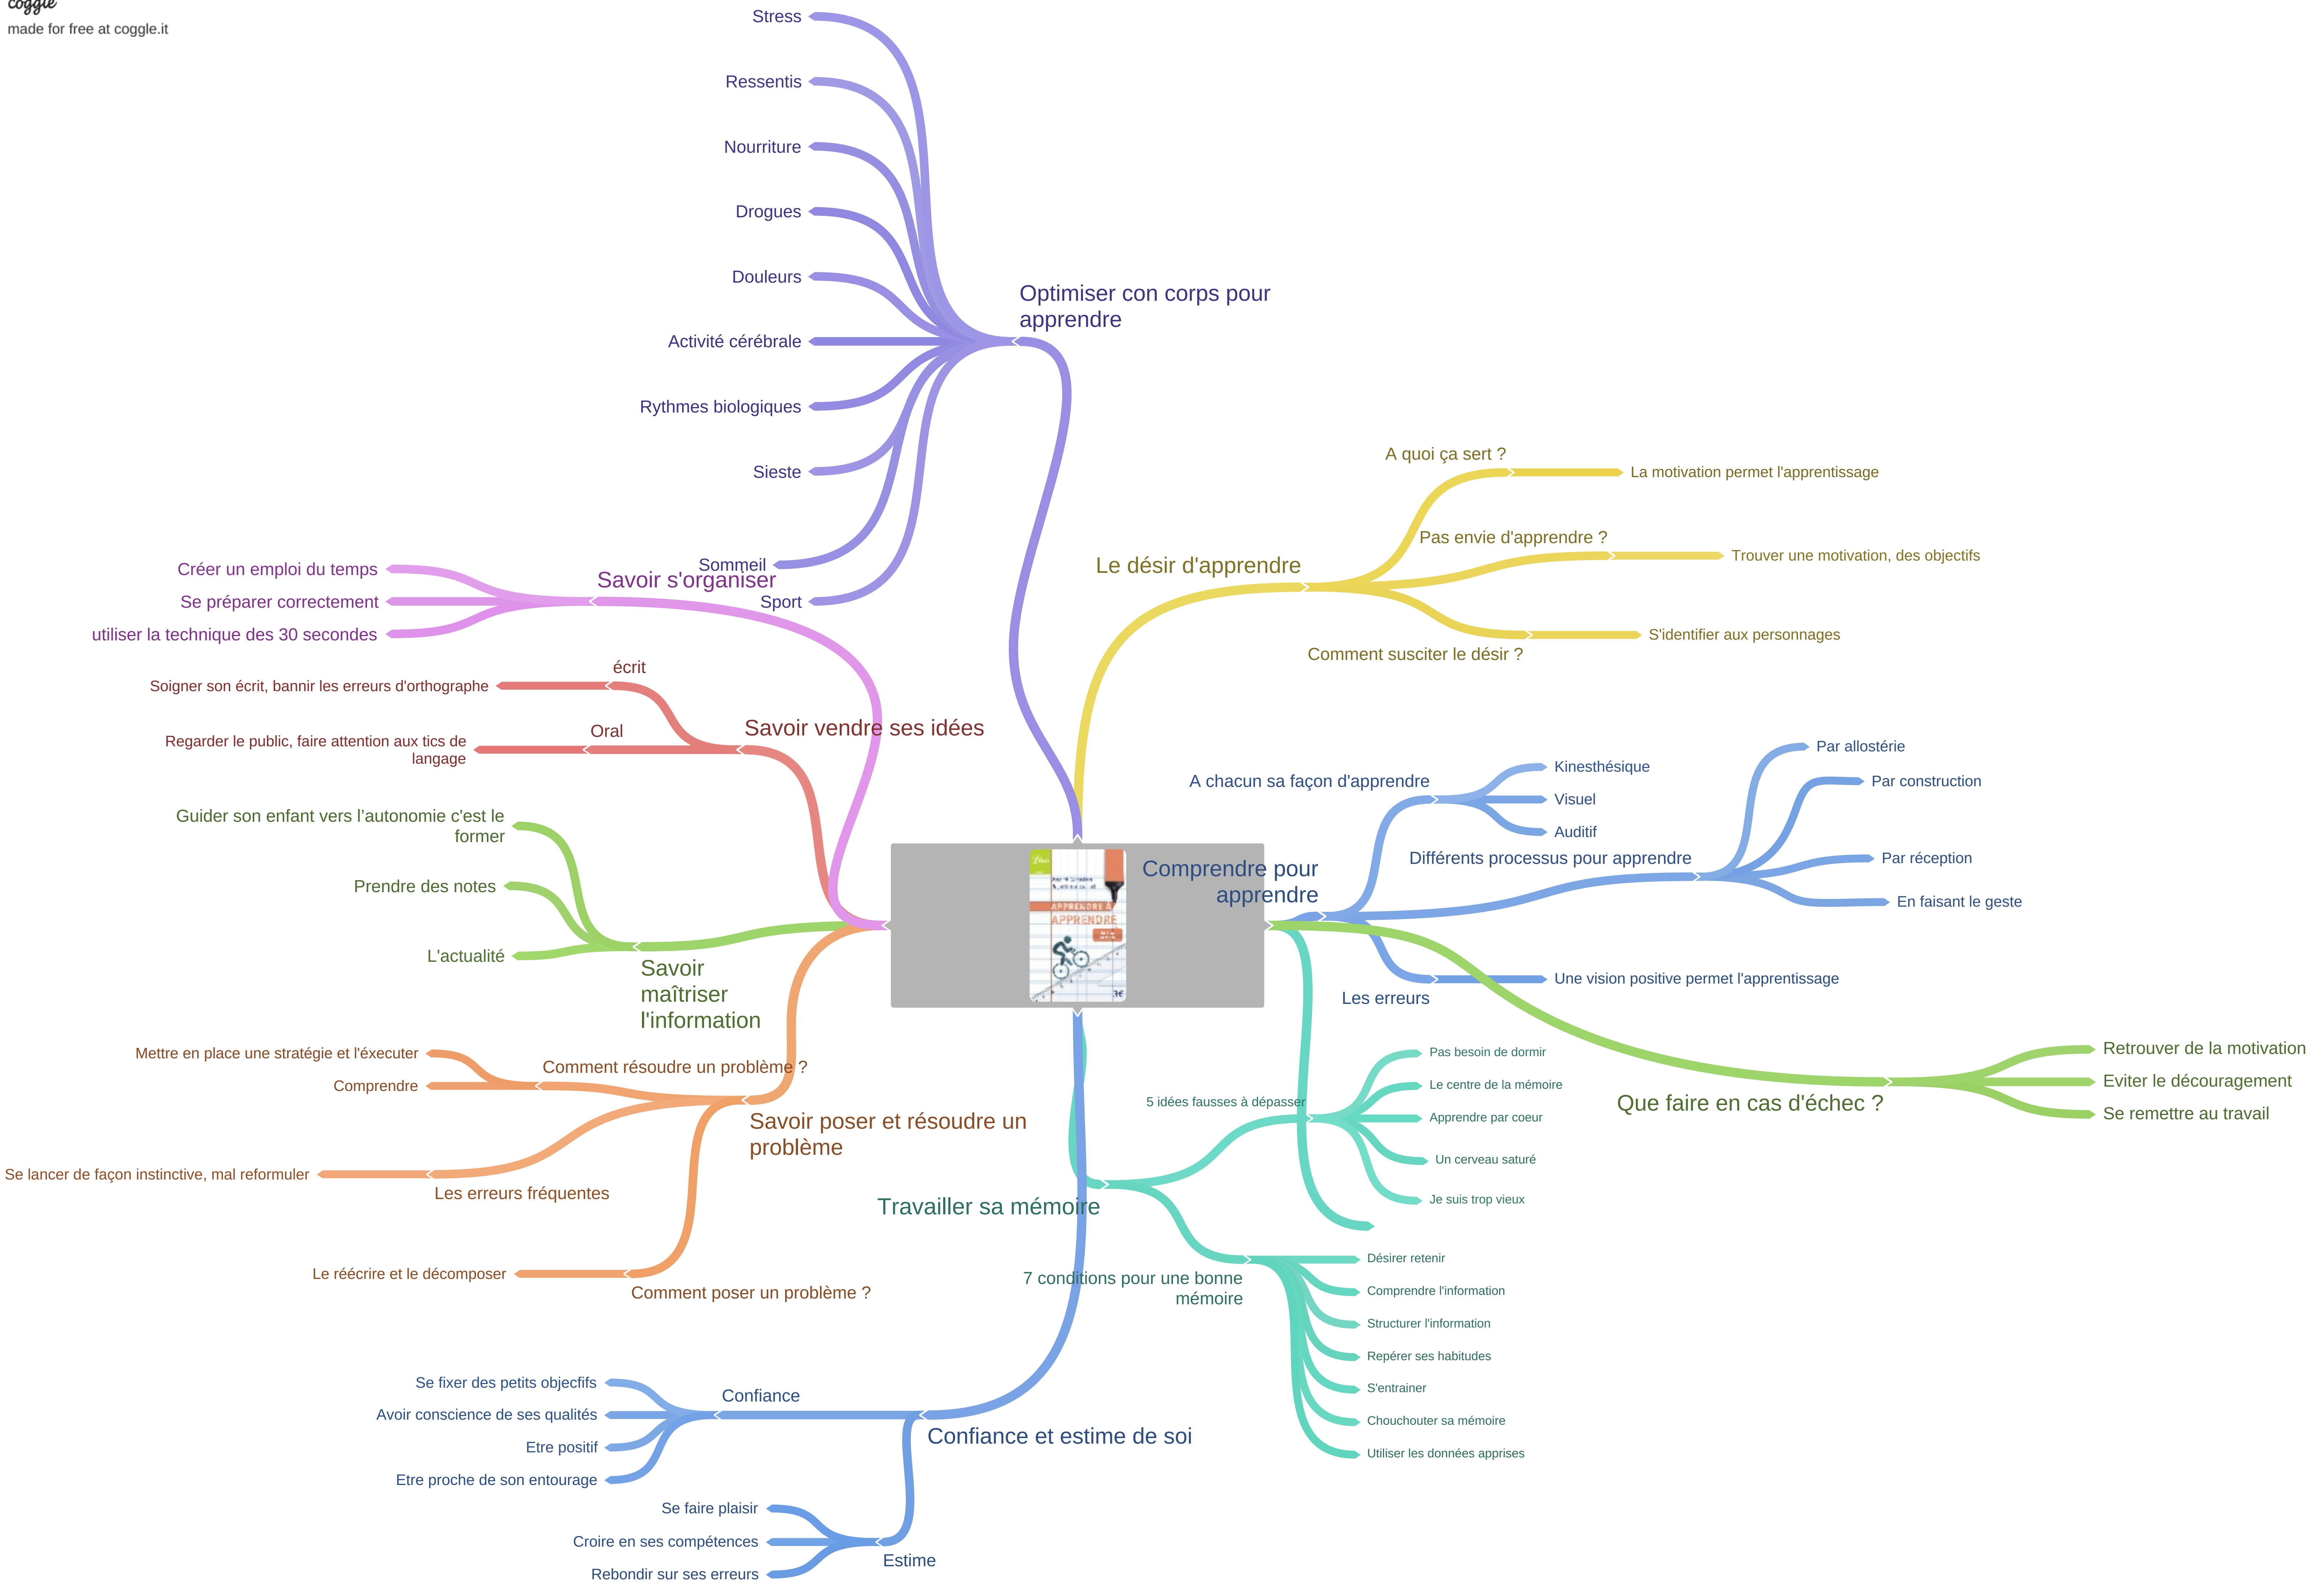 coggle
made for free at coggle.it
Stress
Ressentis
Nourriture
Drogues
Douleurs
Activité cérébrale
Rythmes biologiques
Sieste
Sommeil
Sport
Optimiser con corps pour
apprendre
Savoir s'organiser
Créer un emploi du temps
Se préparer correctement
utiliser la technique des 30 secondes
Savoir vendre ses idées
écrit
Soigner son écrit, bannir les erreurs d'orthographe
Oral
Regarder le public, faire attention aux tics de
langage
Guider son enfant vers l’autonomie c'est le
former
Prendre des notes
L'actualité
Savoir
maîtriser
l'information
Comment résoudre un problème ?
Mettre en place une stratégie et l'éxecuter
Comprendre
Savoir poser et résoudre un
problème
Se lancer de façon instinctive, mal reformuler
Les erreurs fréquentes
Le réécrire et le décomposer
Comment poser un problème ?
Le désir d'apprendre
A quoi ça sert ?
La motivation permet l'apprentissage
Pas envie d'apprendre ?
Trouver une motivation, des objectifs
Comment susciter le désir ?
S'identifier aux personnages
APPRENDRE À
APPRENDRE
3€
Comprendre pour
apprendre
A chacun sa façon d'apprendre
Kinesthésique
Visuel
Auditif
Différents processus pour apprendre
Par allostérie
Par construction
Par réception
En faisant le geste
Les erreurs
Une vision positive permet l'apprentissage
Que faire en cas d'échec ?
Retrouver de la motivation
Eviter le découragement
Se remettre au travail
Travailler sa mémoire
5 idées fausses à dépasser
Pas besoin de dormir
Le centre de la mémoire
Apprendre par coeur
Un cerveau saturé
Je suis trop vieux
7 conditions pour une bonne
mémoire
Désirer retenir
Comprendre l'information
Structurer l'information
Repérer ses habitudes
S'entrainer
Chouchouter sa mémoire
Utiliser les données apprises
Confiance et estime de soi
Confiance
Se fixer des petits objecfifs
Avoir conscience de ses qualités
Etre positif
Etre proche de son entourage
Estime
Se faire plaisir
Croire en ses compétences
Rebondir sur ses erreurs